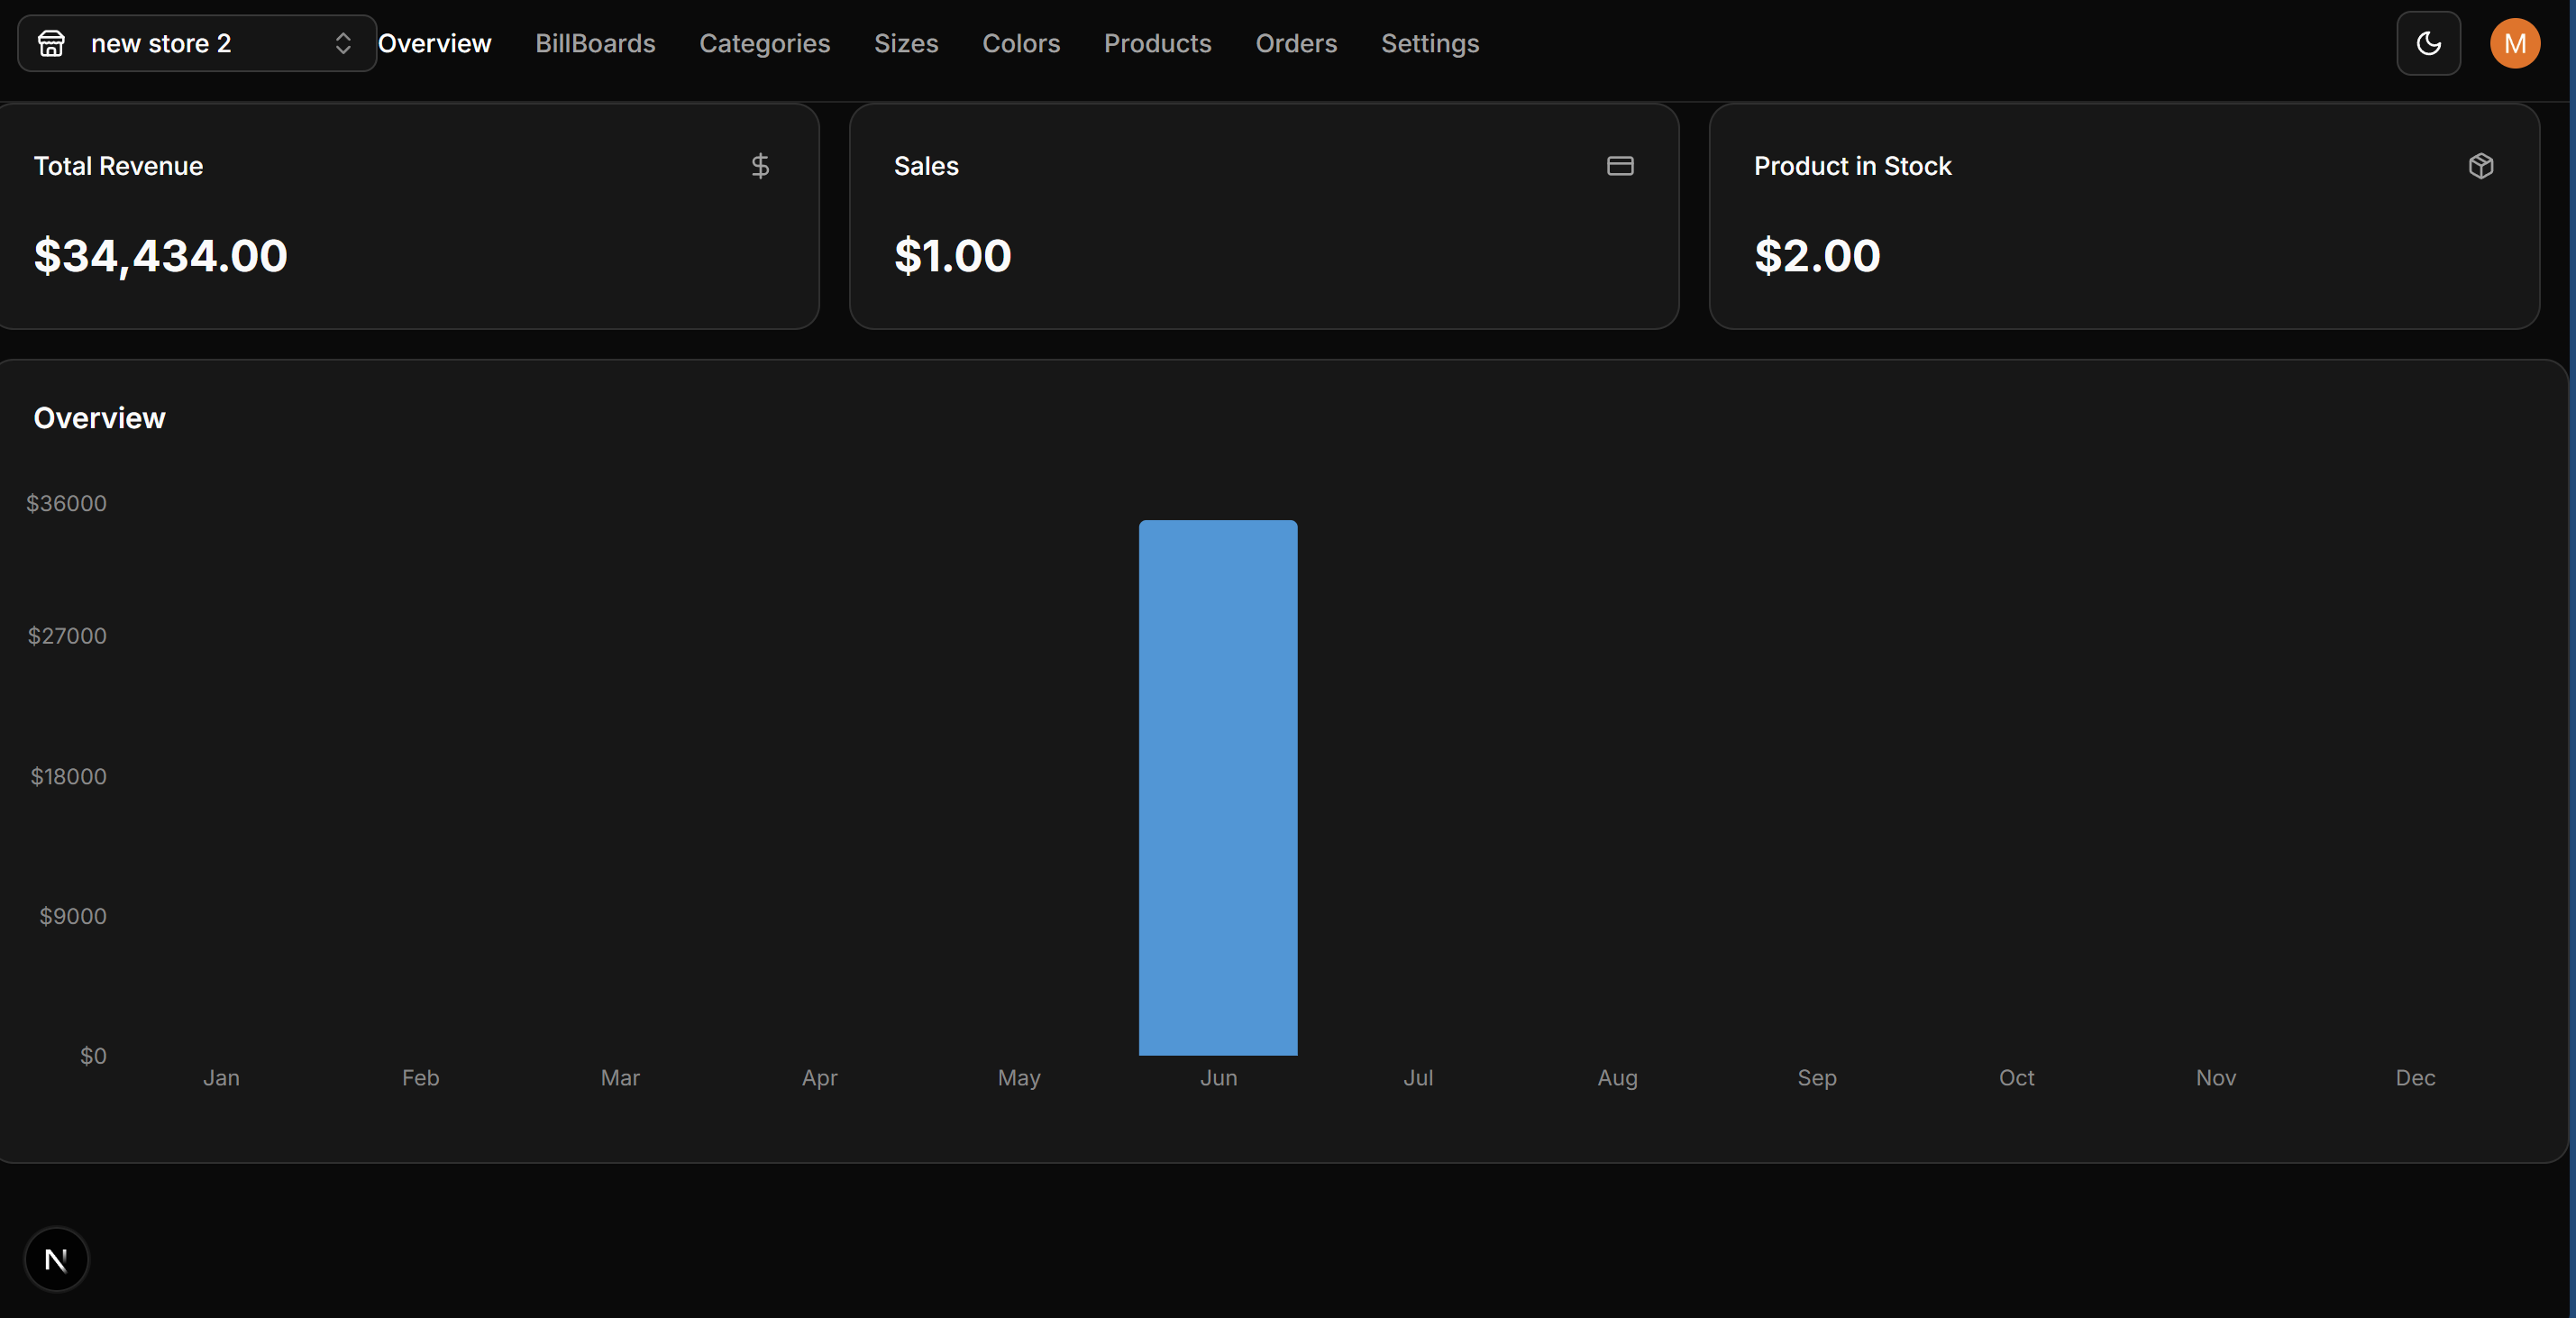 new store 2 Overview BillBoards Categories Sizes Colors Products Orders Settings M
Total Revenue
$34,434.00
Sales
$1.00
Product in Stock
$2.00
Overview
$36000
$27000
$18000
$9000
$0
Jan Feb Mar Apr May Jun Jul Aug Sep Oct Nov Dec
N